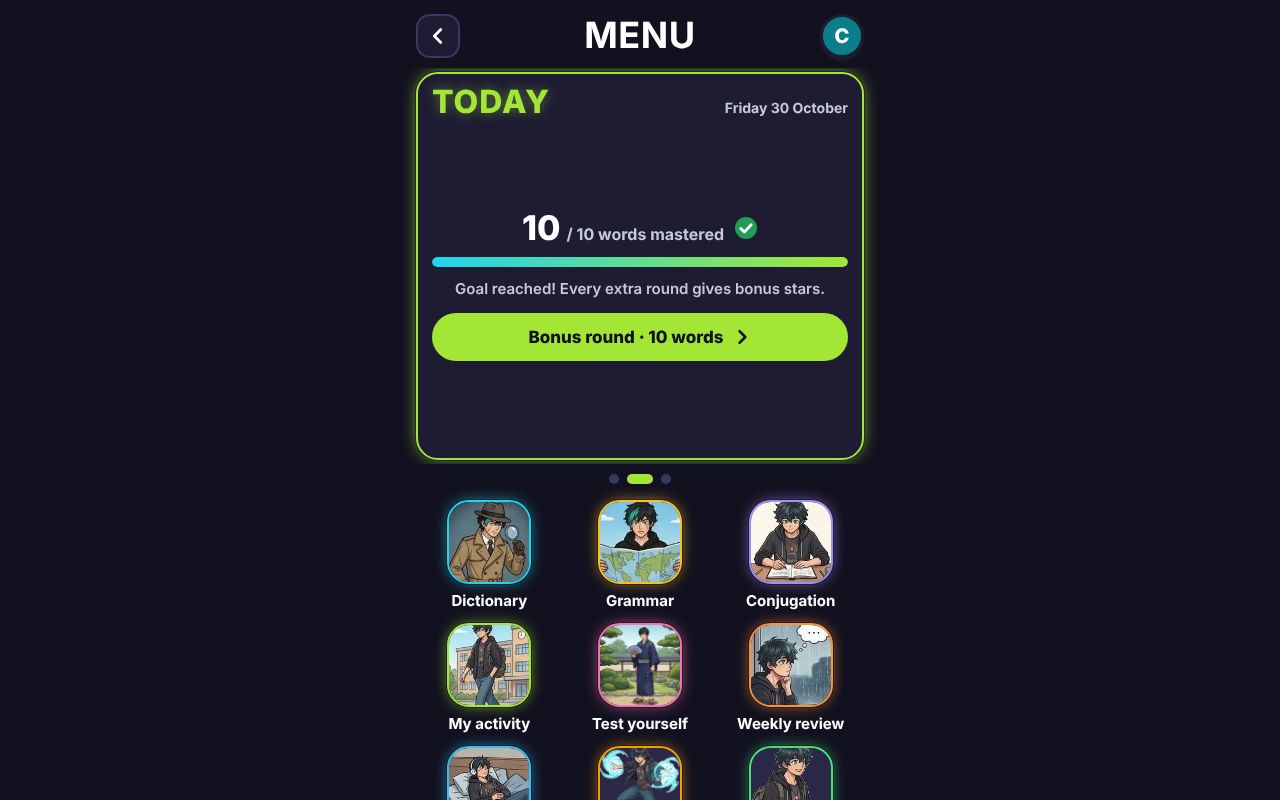 MENU
C
TODAY
Friday 30 October
10 / 10 words mastered
Goal reached! Every extra round gives bonus stars.
Bonus round · 10 words
Dictionary
Grammar
Conjugation
My activity
Test yourself
Weekly review